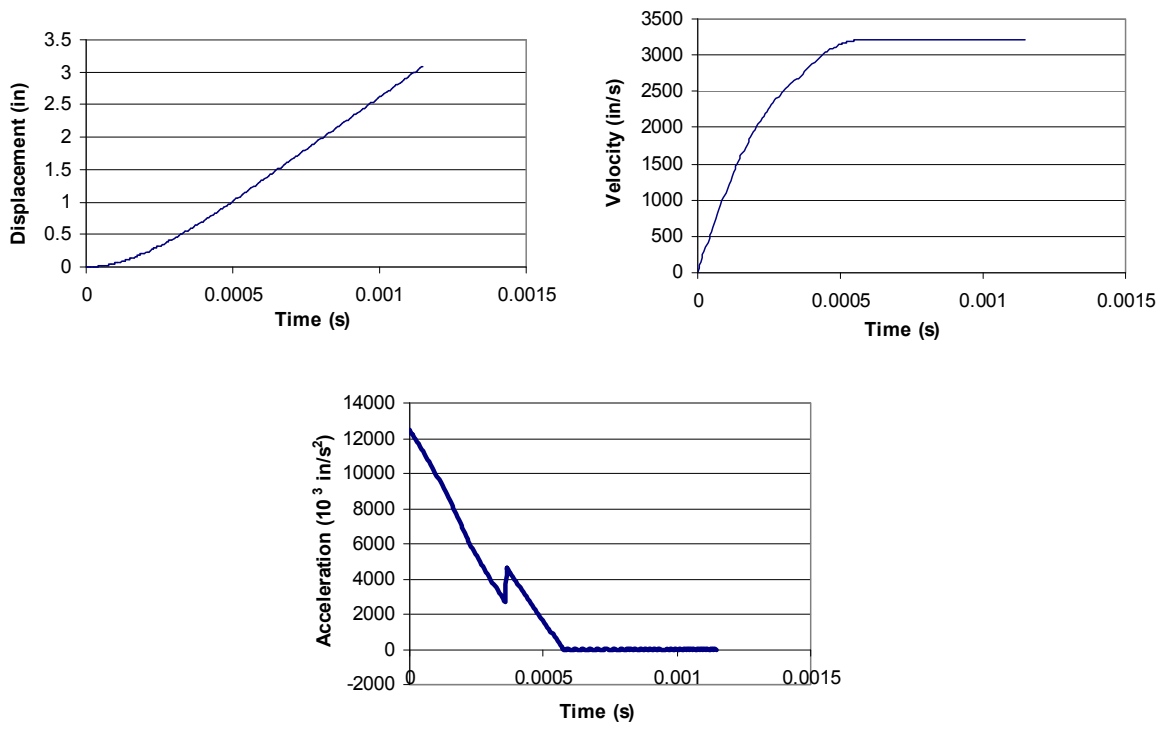 3.5
3
2.5
2
1.5
1
0.5
0
Displacement (in)
0 0.0005 0.001 0.0015
Time (s)
3500
3000
2500
2000
1500
1000
500
0
Velocity (in/s)
0 0.0005 0.001 0.0015
Time (s)
14000
12000
10000
8000
6000
4000
2000
0
-2000
Acceleration (10³ in/s²)
0 0.0005 0.001 0.0015
Time (s)